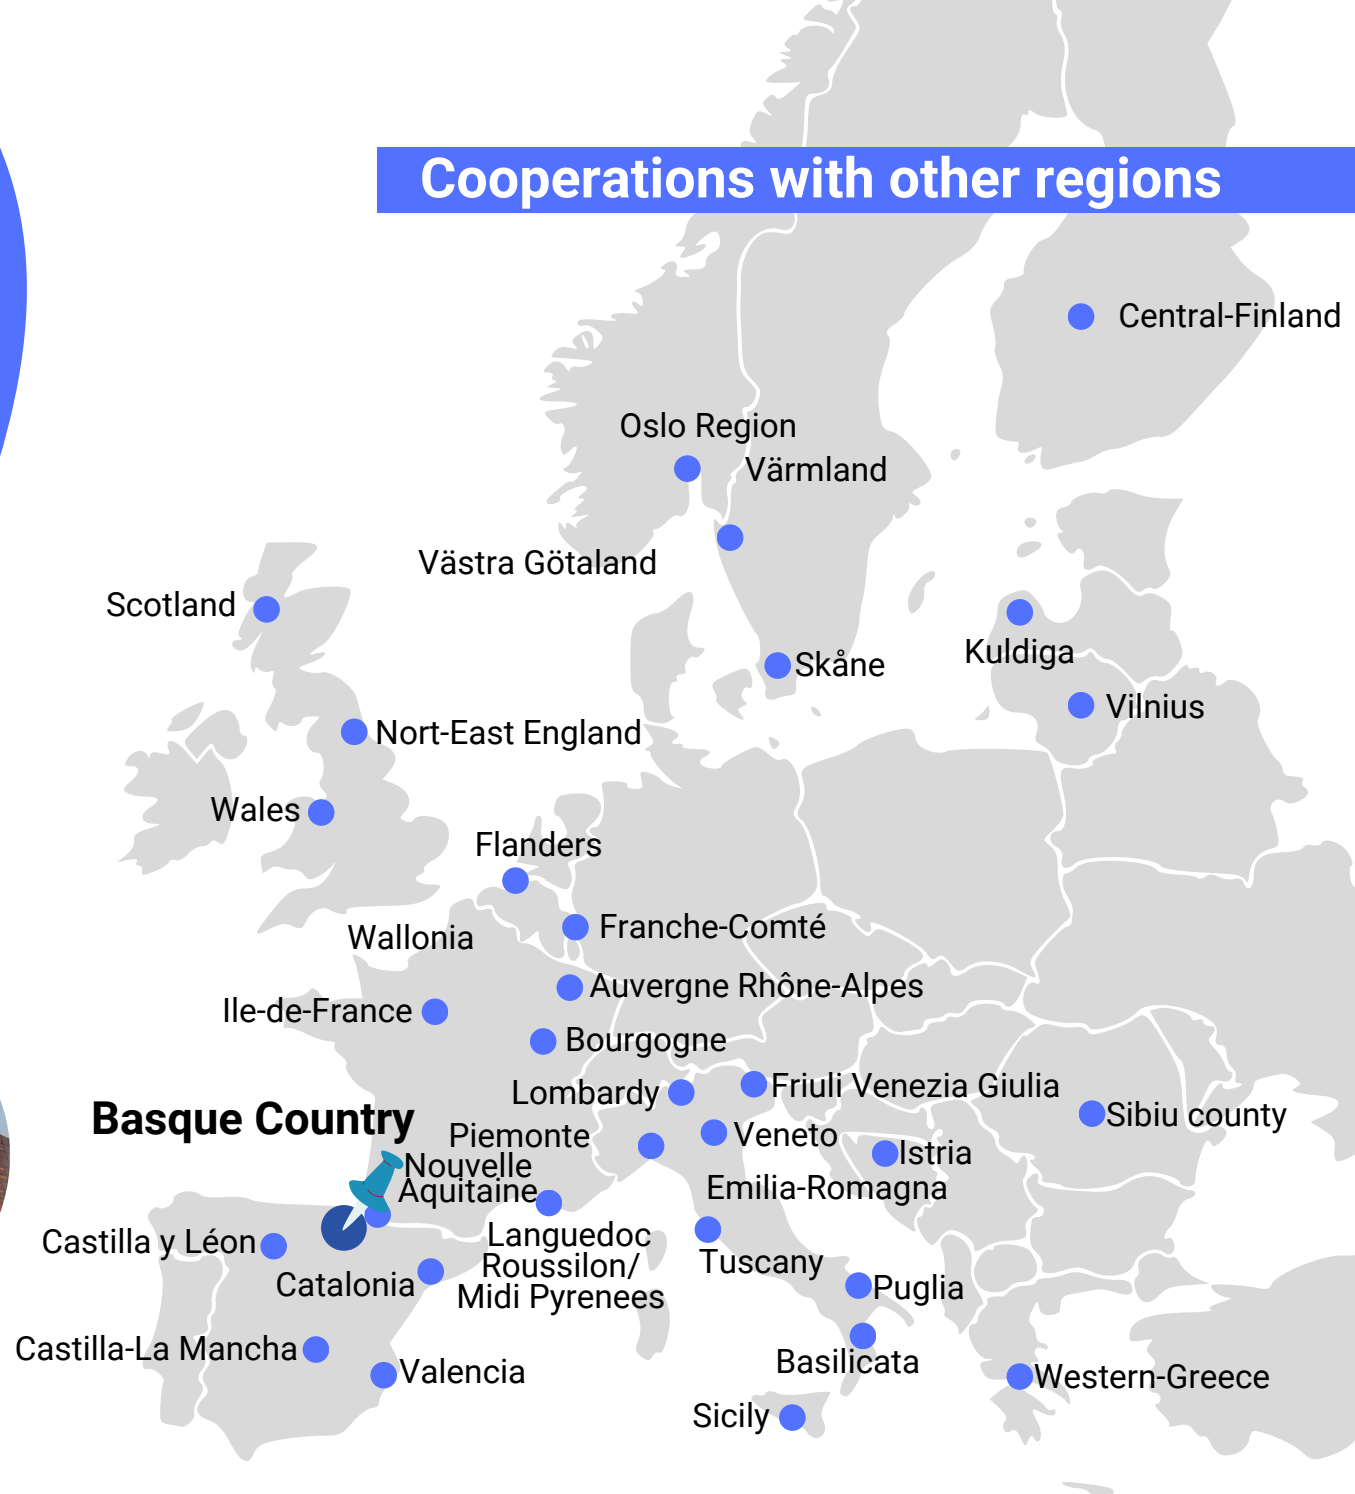 Cooperations with other regions
Central-Finland
Oslo Region
Värmland
Västra Götaland
Scotland
Kuldiga
Skåne
Vilnius
Nort-East England
Wales
Flanders
Franche-Comté
Wallonia
Auvergne Rhône-Alpes
Ile-de-France
Bourgogne
Lombardy
Friuli Venezia Giulia
Basque Country
Sibiu county
Piemonte
Veneto
Istria
Nouvelle
Aquitaine
Emilia-Romagna
Castilla y Léon
Languedoc
Roussilon/
Midi Pyrenees
Tuscany
Catalonia
Puglia
Castilla-La Mancha
Basilicata
Valencia
Western-Greece
Sicily